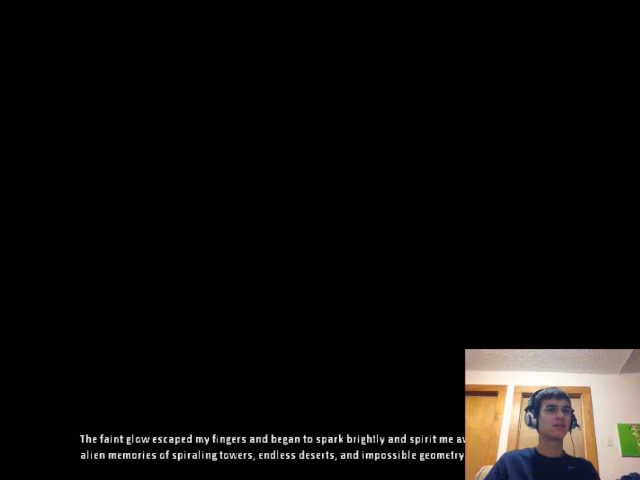 The faint glow escaped my fingers and began to spark brightly and spirit me
alien memories of spiraling towers, endless deserts, and impossible geometry